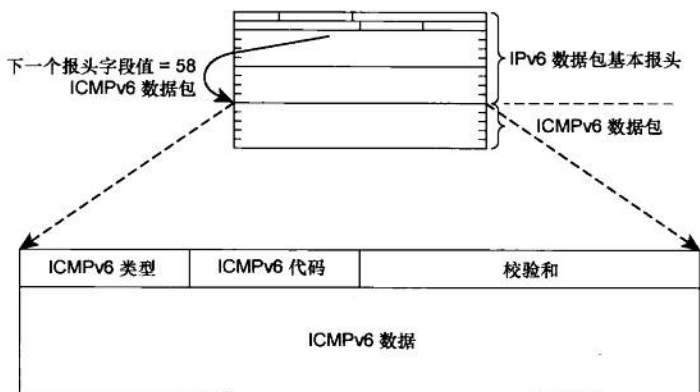 下一个报头字段值 = 58
ICMPv6 数据包
IPv6 数据包基本报头
ICMPv6 数据包
ICMPv6 类型
ICMPv6 代码
校验和
ICMPv6 数据